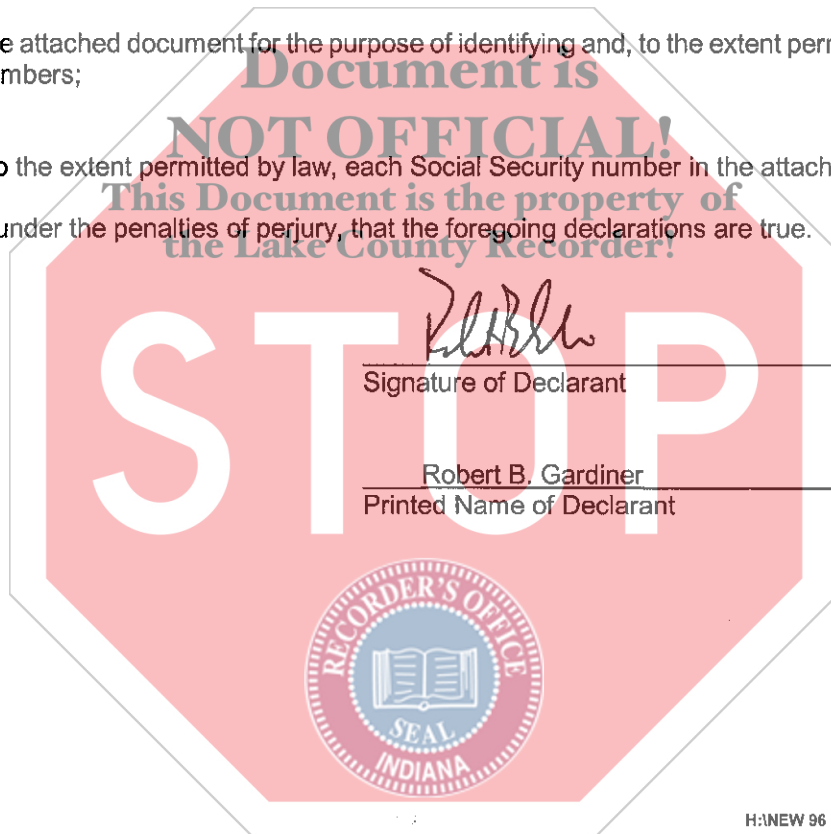 e attached document for the purpose of identifying and, to the extent perr
Document is
mbers;
NOT OFFICIAL!
o the extent permitted by law, each Social Security number in the attach
This Document is the property of
under the penalties of perjury, that the foregoing declarations are true.
the Lake County Recorder!
STOP
Signature of Declarant
Robert B. Gardiner
Printed Name of Declarant
RECORDER'S OFFICE
SEAL
INDIANA
H:\NEW 96